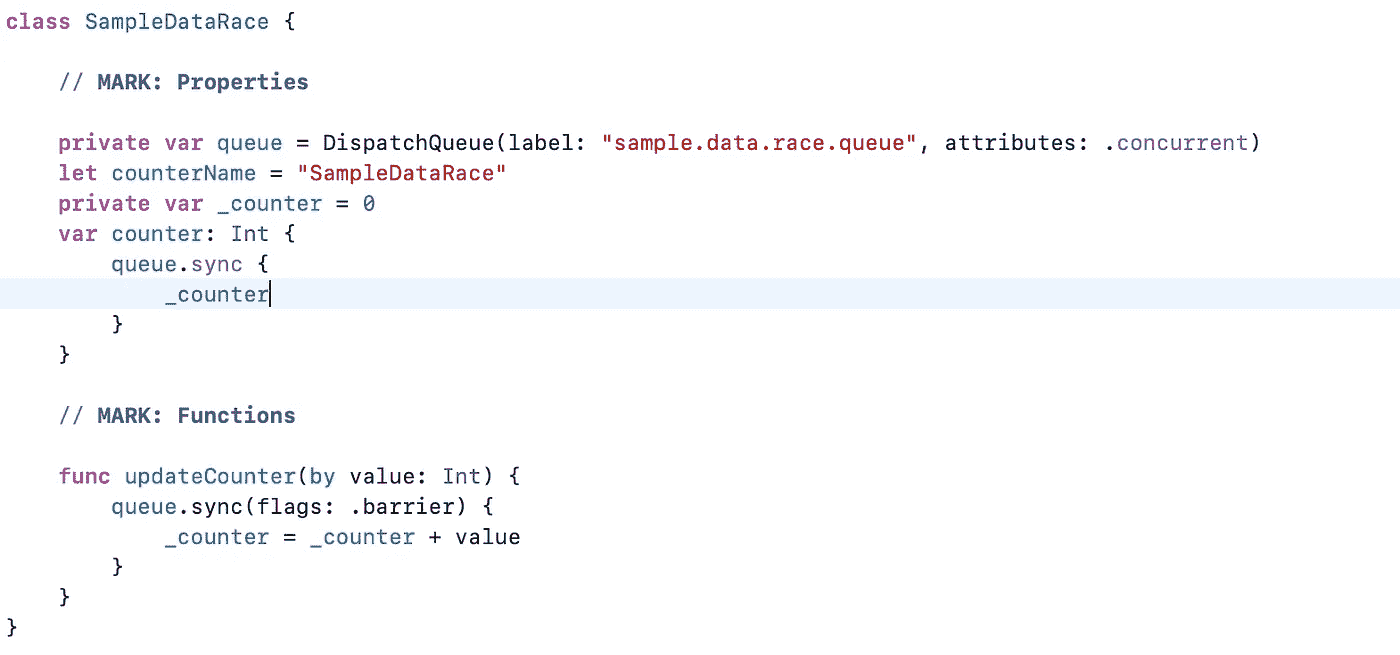 class SampleDataRace {
// MARK: Properties
private var queue = DispatchQueue(label: "sample.data.race.queue", attributes: .concurrent)
let counterName = "SampleDataRace"
private var _counter = 0
var counter: Int {
queue.sync {
_counter
}
}
// MARK: Functions
func updateCounter(by value: Int) {
queue.sync(flags: .barrier) {
_counter = _counter + value
}
}
}